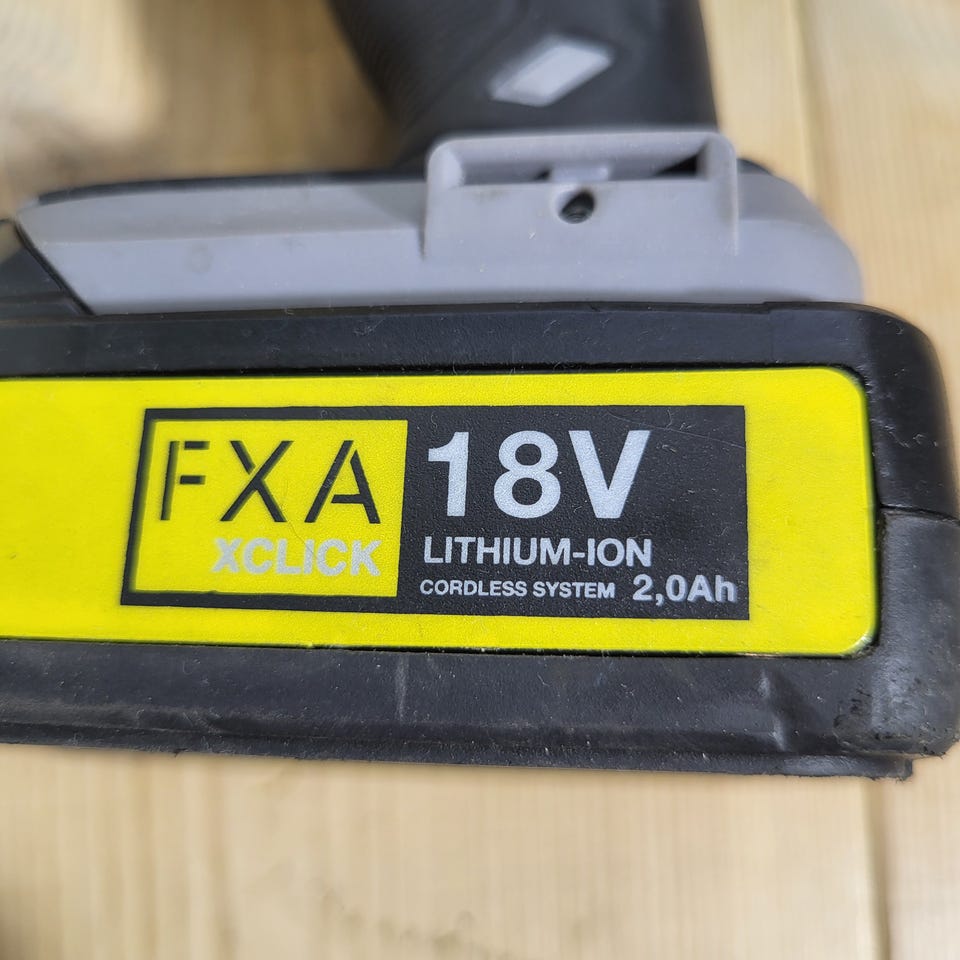 FXA
XCLICK
18V
LITHIUM-ION
CORDLESS SYSTEM 2,0Ah